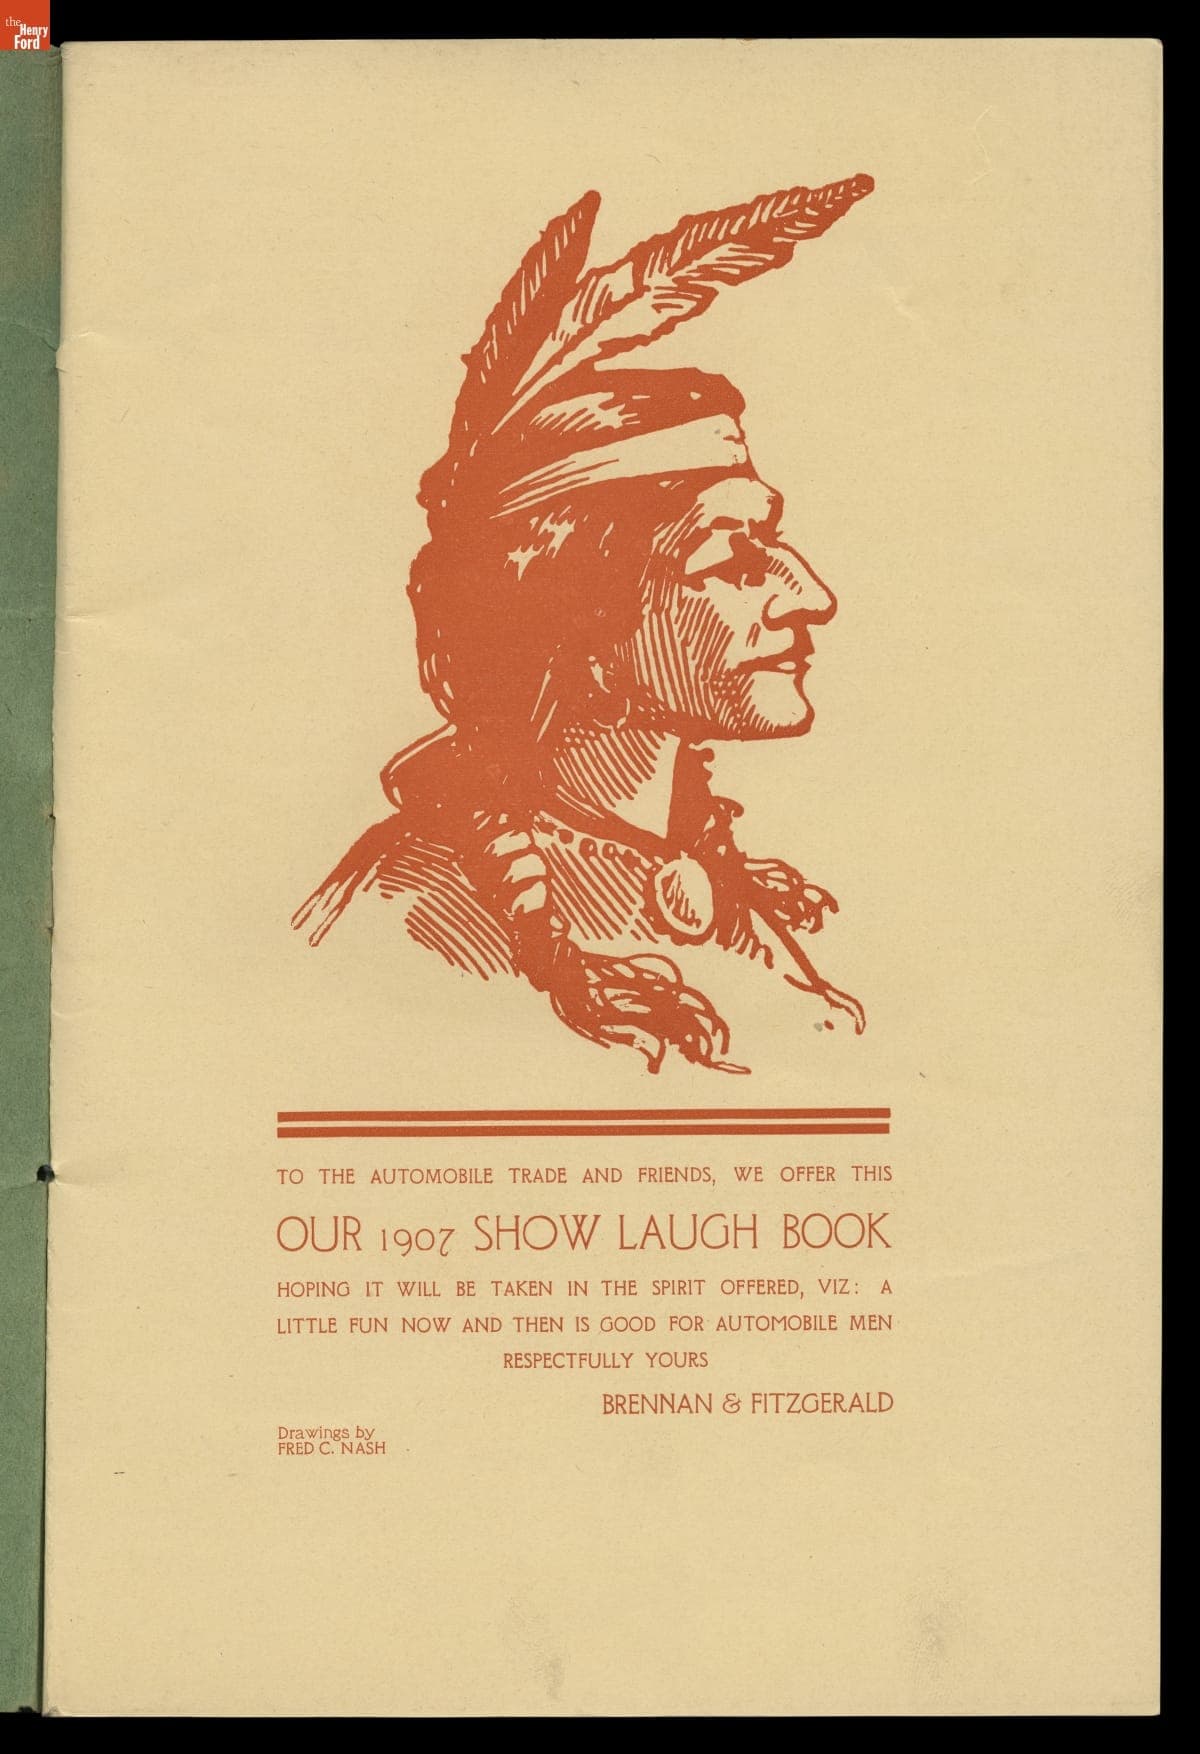 the
Henry
Ford
TO THE AUTOMOBILE TRADE AND FRIENDS, WE OFFER THIS
OUR 1907 SHOW LAUGH BOOK
HOPING IT WILL BE TAKEN IN THE SPIRIT OFFERED, VIZ: A
LITTLE FUN NOW AND THEN IS GOOD FOR AUTOMOBILE MEN
RESPECTFULLY YOURS
BRENNAN & FITZGERALD
Drawings by
FRED C. NASH